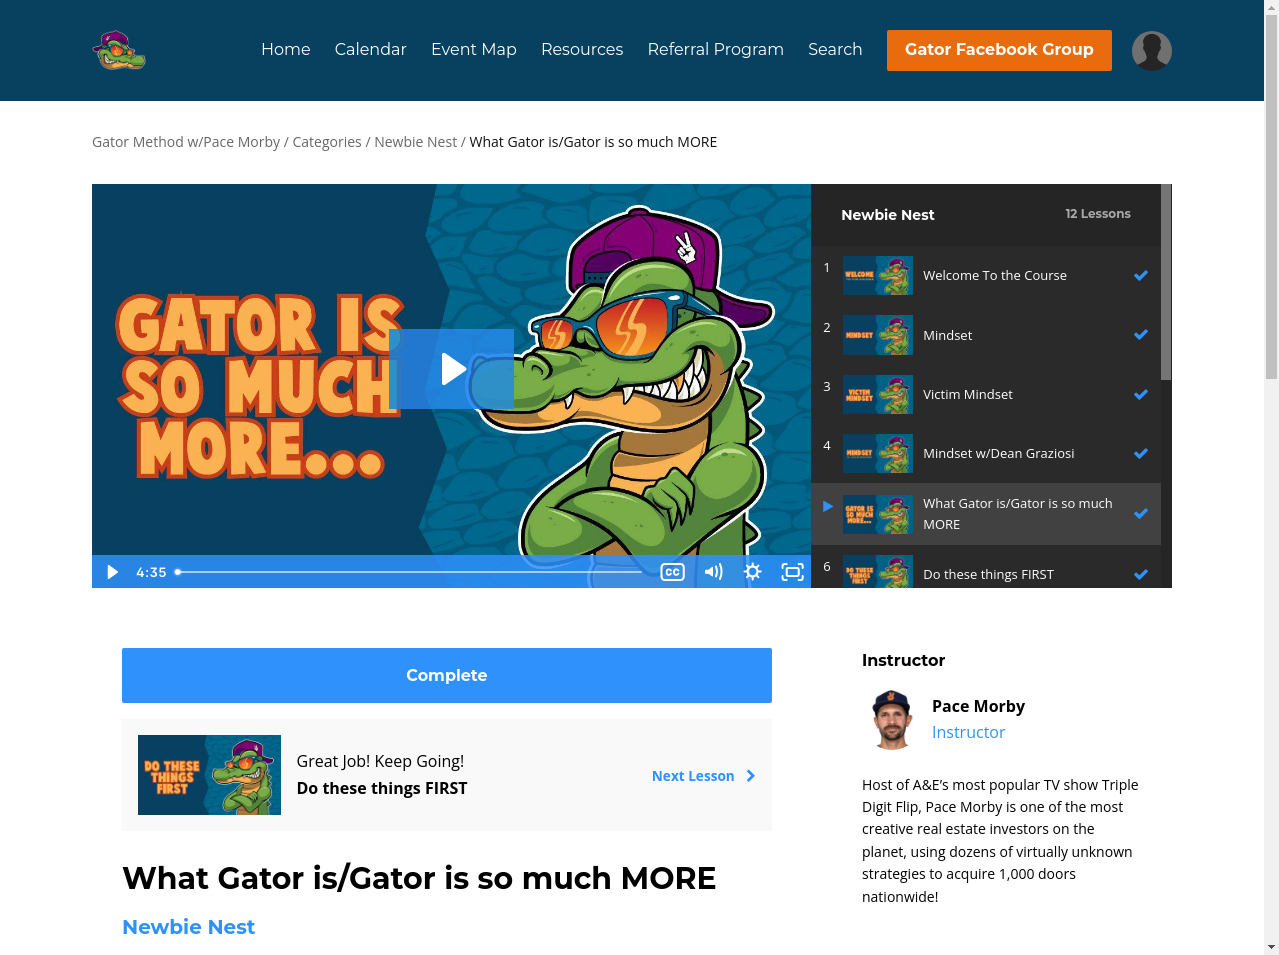 Home Calendar Event Map Resources Referral Program Search Gator Facebook Group
Gator Method w/Pace Morby / Categories / Newbie Nest / What Gator is/Gator is so much MORE
GATOR IS
SO MUCH
MORE...
4:35
CC
Newbie Nest 12 Lessons
1 WELCOME Welcome To the Course
2 MINDSET Mindset
3 VICTIM MINDSET Victim Mindset
4 MINDSET Mindset w/Dean Graziosi
GATOR IS SO MUCH MORE... What Gator is/Gator is so much
MORE
6 DO THESE THINGS FIRST Do these things FIRST
Complete
DO THESE
THINGS
FIRST
Great Job! Keep Going!
Do these things FIRST
Next Lesson
What Gator is/Gator is so much MORE
Newbie Nest
Instructor
Pace Morby
Instructor
Host of A&E’s most popular TV show Triple
Digit Flip, Pace Morby is one of the most
creative real estate investors on the
planet, using dozens of virtually unknown
strategies to acquire 1,000 doors
nationwide!